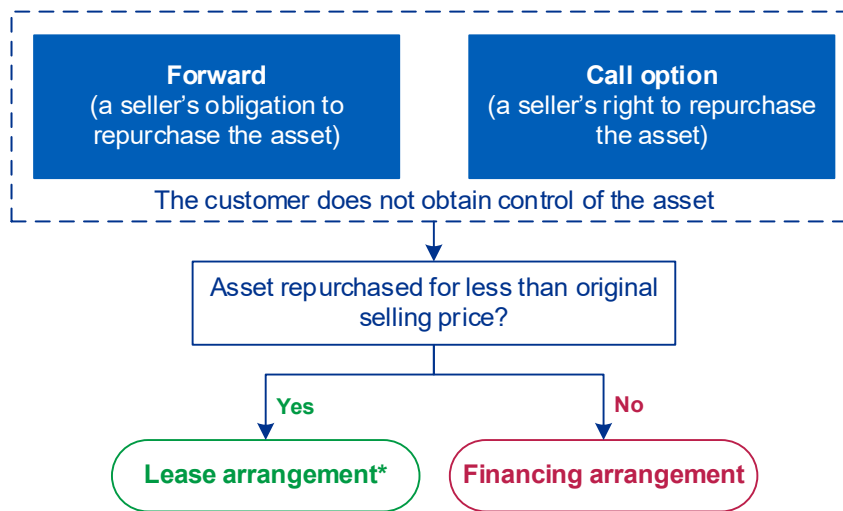 Forward
(a seller's obligation to
repurchase the asset)
Call option
(a seller's right to repurchase
the asset)
The customer does not obtain control of the asset
Asset repurchased for less than original
selling price?
Yes
No
Lease arrangement*
Financing arrangement